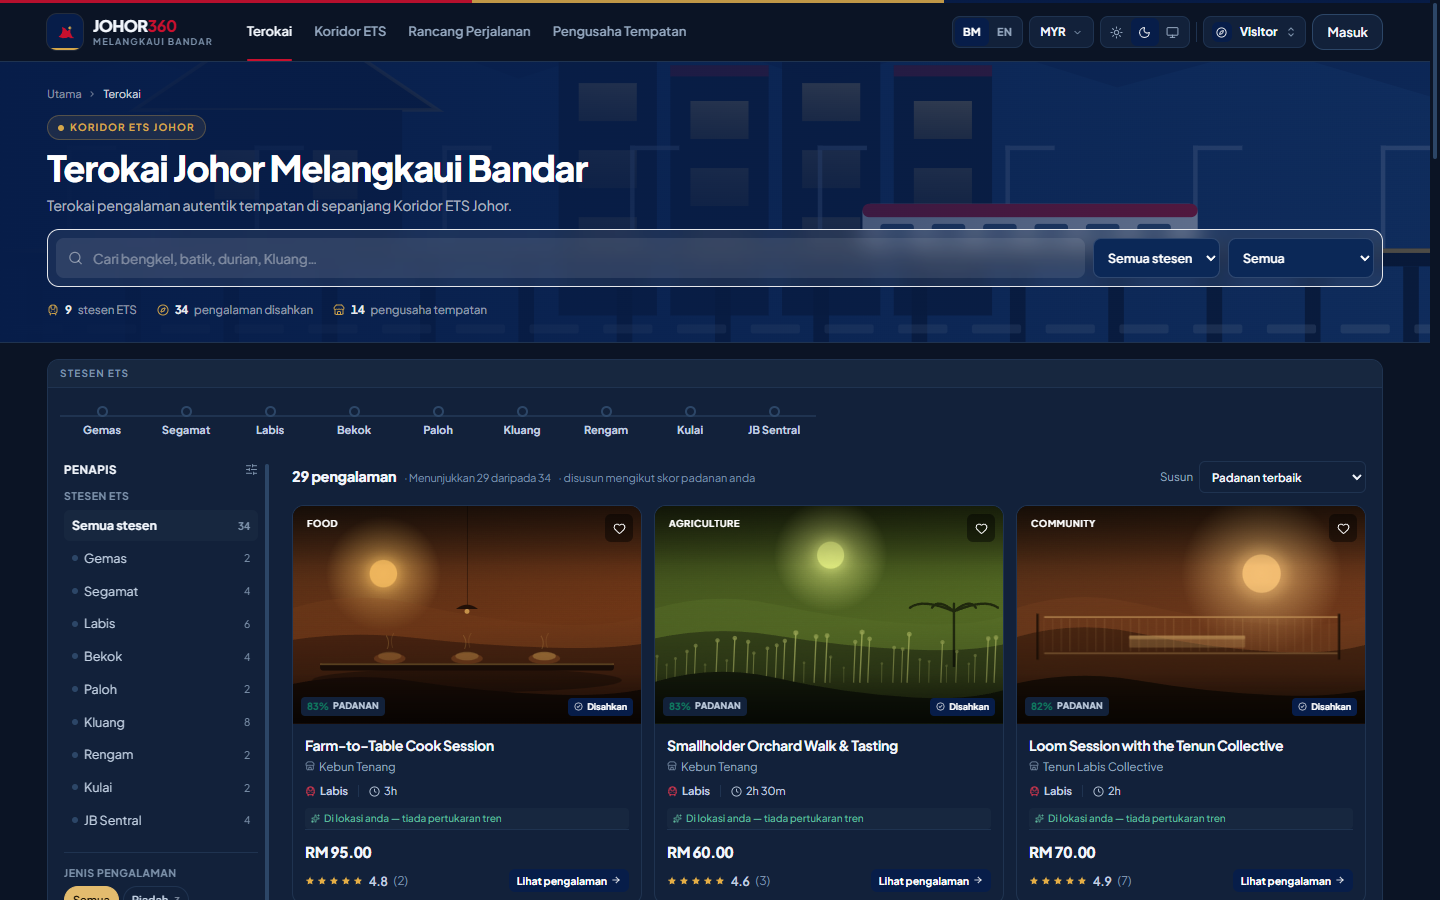 JOHOR360
MELANGKAUI BANDAR
Terokai
Koridor ETS
Rancang Perjalanan
Pengusaha Tempatan
BM
EN
MYR
Visitor
Masuk
Utama
Terokai
KORIDOR ETS JOHOR
Terokai Johor Melangkaui Bandar
Terokai pengalaman autentik tempatan di sepanjang Koridor ETS Johor.
Cari bengkel, batik, durian, Kluang...
Semua stesen
Semua
9 stesen ETS
34 pengalaman disahkan
14 pengusaha tempatan
STESEN ETS
Gemas
Segamat
Labis
Bekok
Paloh
Kluang
Rengam
Kulai
JB Sentral
PENAPIS
STESEN ETS
Semua stesen 34
Gemas 2
Segamat 4
Labis 6
Bekok 4
Paloh 2
Kluang 8
Rengam 2
Kulai 2
JB Sentral 4
JENIS PENGALAMAN
Semua
29 pengalaman · Menunjukkan 29 daripada 34 · disusun mengikut skor padanan anda
Susun
Padanan terbaik
FOOD
83% PADANAN
Disahkan
Farm-to-Table Cook Session
Kebun Tenang
Labis
3h
Di lokasi anda — tiada pertukaran tren
RM 95.00
4.8 (2)
Lihat pengalaman →
AGRICULTURE
83% PADANAN
Disahkan
Smallholder Orchard Walk & Tasting
Kebun Tenang
Labis
2h 30m
Di lokasi anda — tiada pertukaran tren
RM 60.00
4.6 (3)
Lihat pengalaman →
COMMUNITY
82% PADANAN
Disahkan
Loom Session with the Tenun Collective
Tenun Labis Collective
Labis
2h
Di lokasi anda — tiada pertukaran tren
RM 70.00
4.9 (7)
Lihat pengalaman →